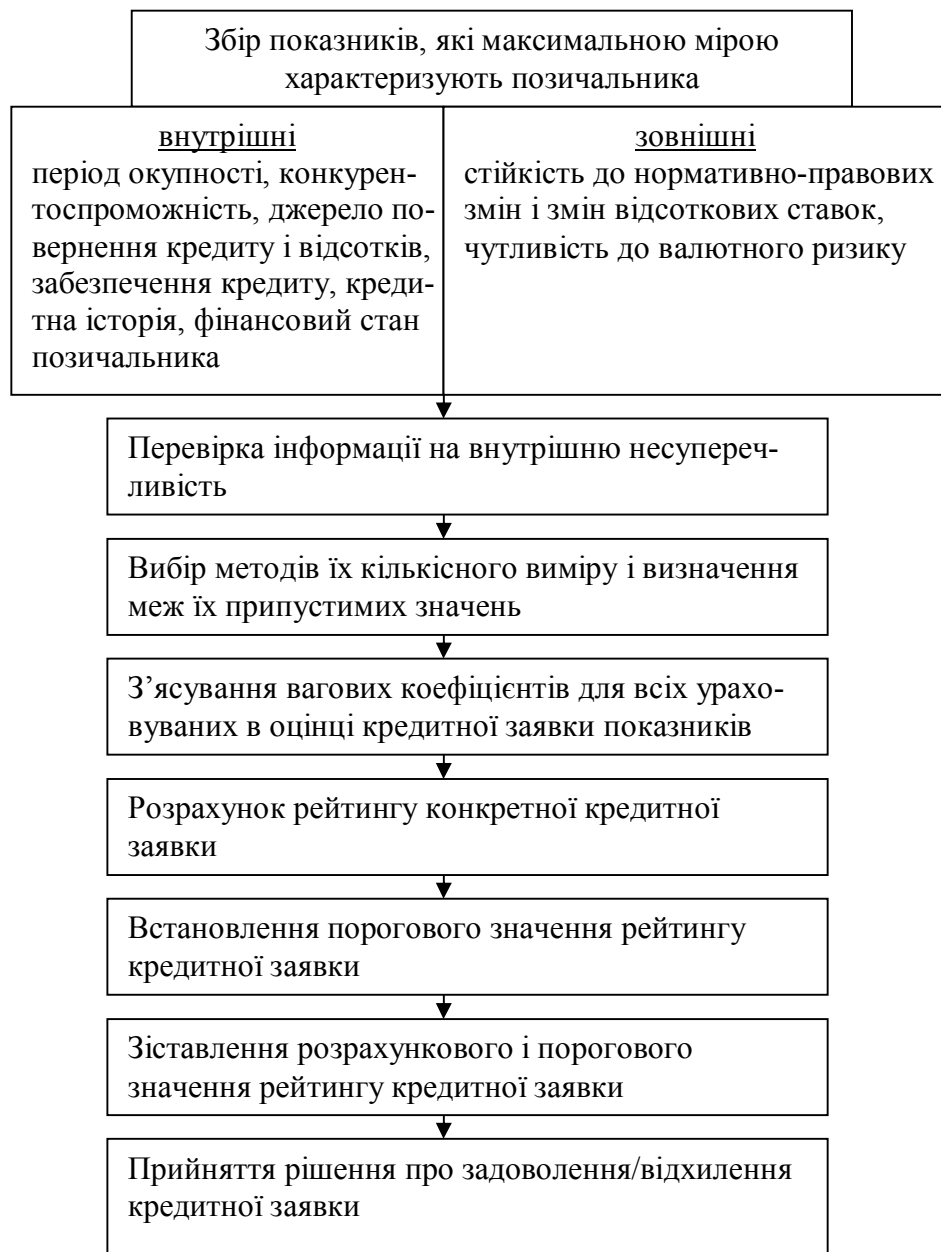 Збір показників, які максимальною мірою
характеризують позичальника
внутрішні
період окупності, конкурен-
тоспроможність, джерело по-
вернення кредиту і відсотків,
забезпечення кредиту, креди-
тна історія, фінансовий стан
позичальника
зовнішні
стійкість до нормативно-правових
змін і змін відсоткових ставок,
чутливість до валютного ризику
Перевірка інформації на внутрішню несупереч-
ливість
Вибір методів їх кількісного виміру і визначення
меж їх припустимих значень
З’ясування вагових коефіцієнтів для всіх урахо-
вуваних в оцінці кредитної заявки показників
Розрахунок рейтингу конкретної кредитної
заявки
Встановлення порогового значення рейтингу
кредитної заявки
Зіставлення розрахункового і порогового
значення рейтингу кредитної заявки
Прийняття рішення про задоволення/відхилення
кредитної заявки